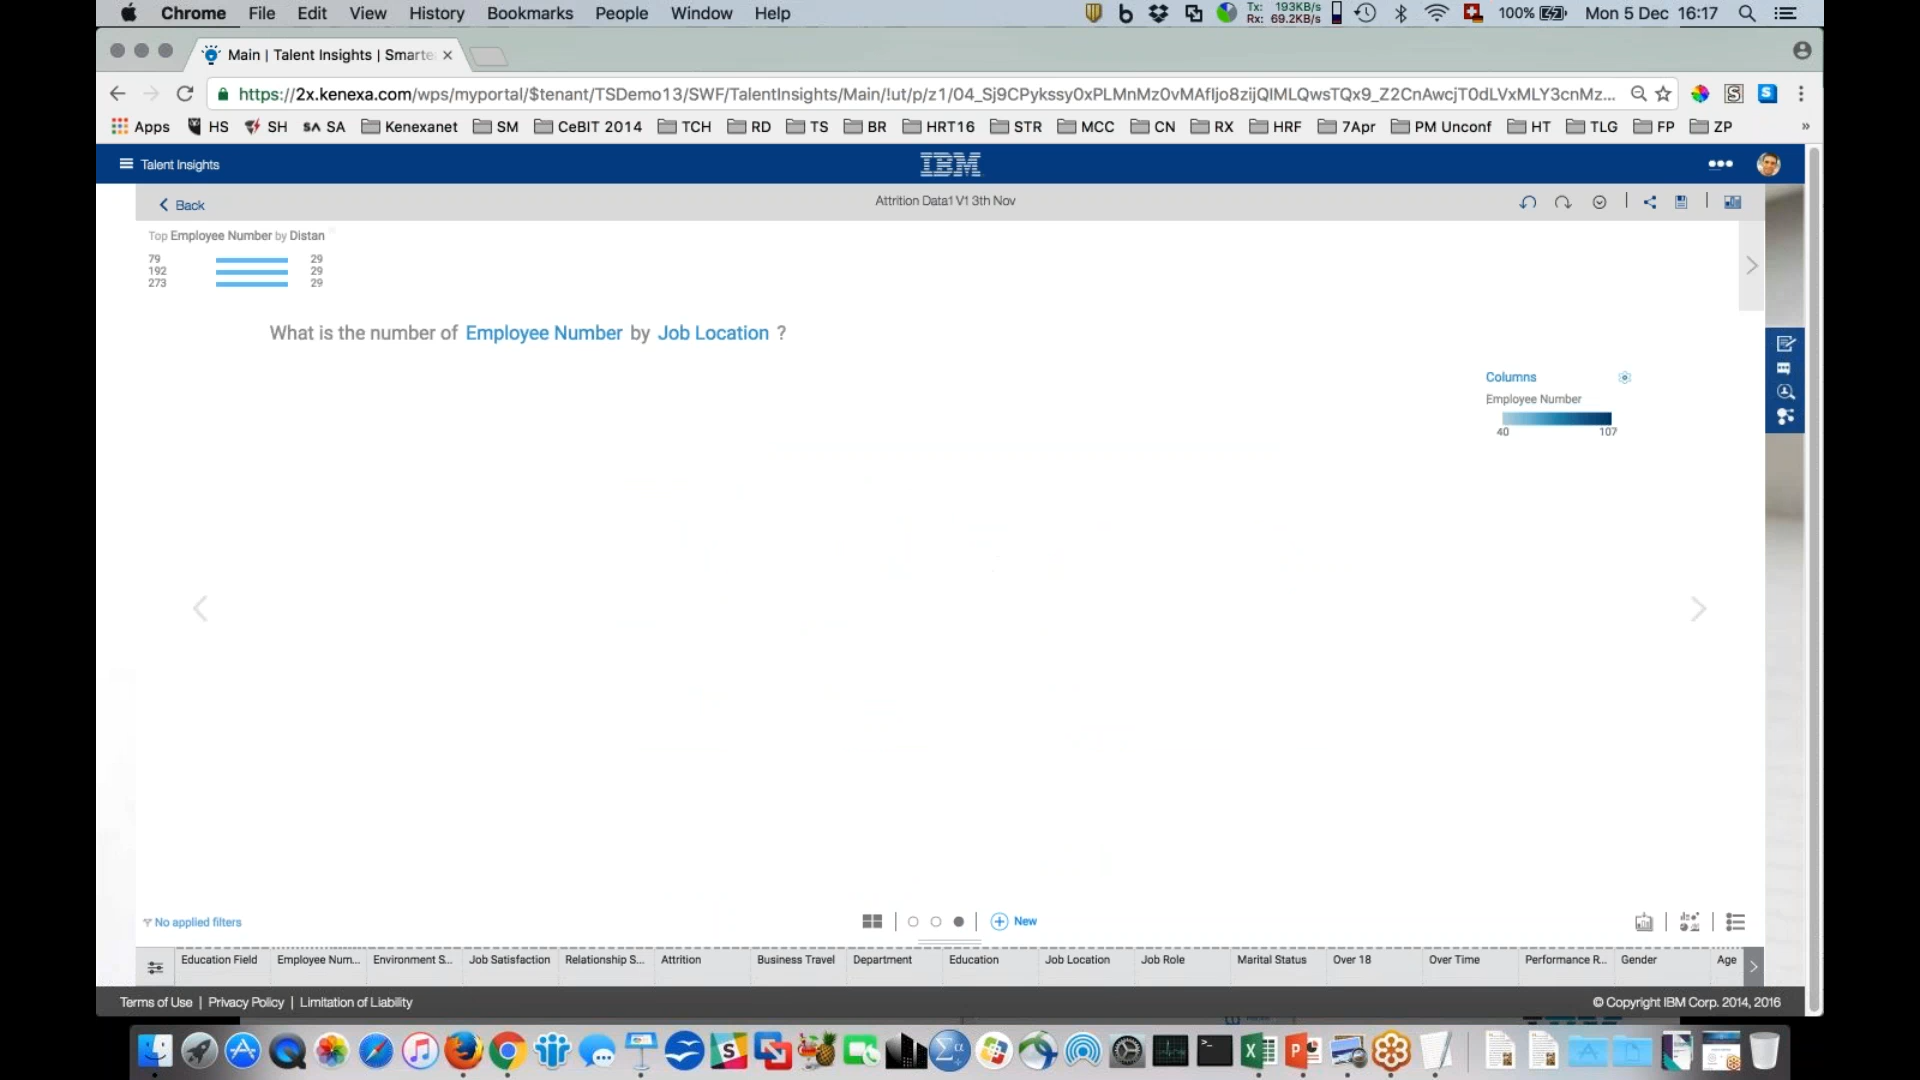 Chrome File Edit View History Bookmarks People Window Help Tx: 193KB/s Rx: 69.2KB/s 100% Mon 5 Dec 16:17
Main | Talent Insights | Smarte
https://2x.kenexa.com/wps/myportal/$tenant/TSDemo13/SWF/TalentInsights/Main/!ut/p/z1/04_Sj9CPykssy0xPLMnMz0vMAfIjo8zijQIMLQwsTQx9_Z2CnAwcjT0dLVxMLY3cnMz...
Apps HS SH SA SA Kenexanet SM CeBIT 2014 TCH RD TS BR HRT16 STR MCC CN RX HRF 7Apr PM Unconf HT TLG FP ZP »
Talent Insights IBM
Back Attrition Data1 V1 3th Nov
Top Employee Number by Distan
79 29
192 29
273 29
What is the number of Employee Number by Job Location ?
Columns
Employee Number
40 107
No applied filters New
Education Field Employee Num... Environment S... Job Satisfaction Relationship S... Attrition Business Travel Department Education Job Location Job Role Marital Status Over 18 Over Time Performance R... Gender Age
Terms of Use | Privacy Policy | Limitation of Liability © Copyright IBM Corp. 2014, 2016